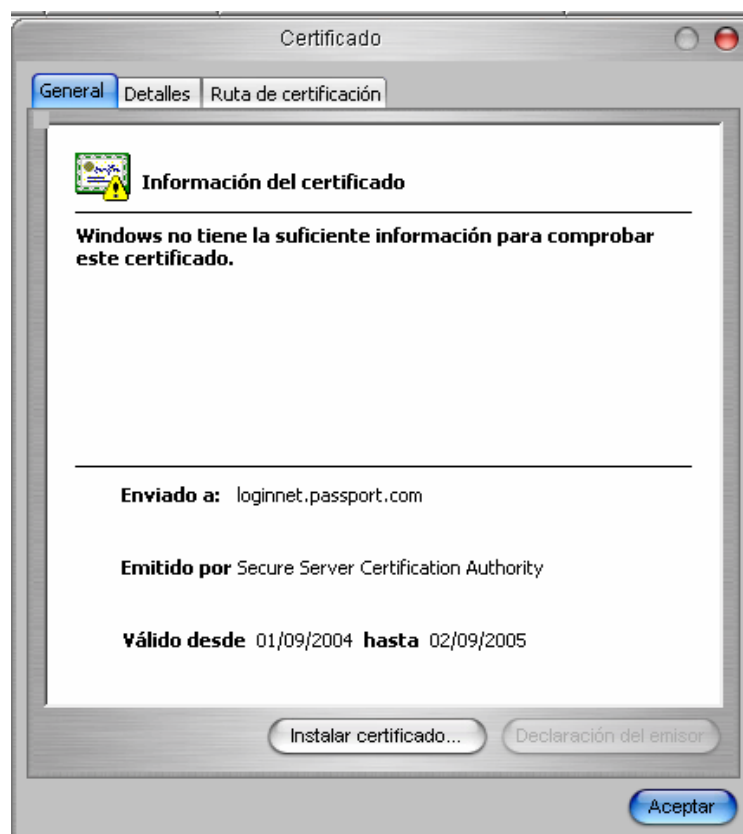 Certificado
General Detalles Ruta de certificación
Información del certificado
Windows no tiene la suficiente información para comprobar
este certificado.
Enviado a: loginnet.passport.com
Emitido por Secure Server Certification Authority
Válido desde 01/09/2004 hasta 02/09/2005
Instalar certificado... Declaración del emisor
Aceptar